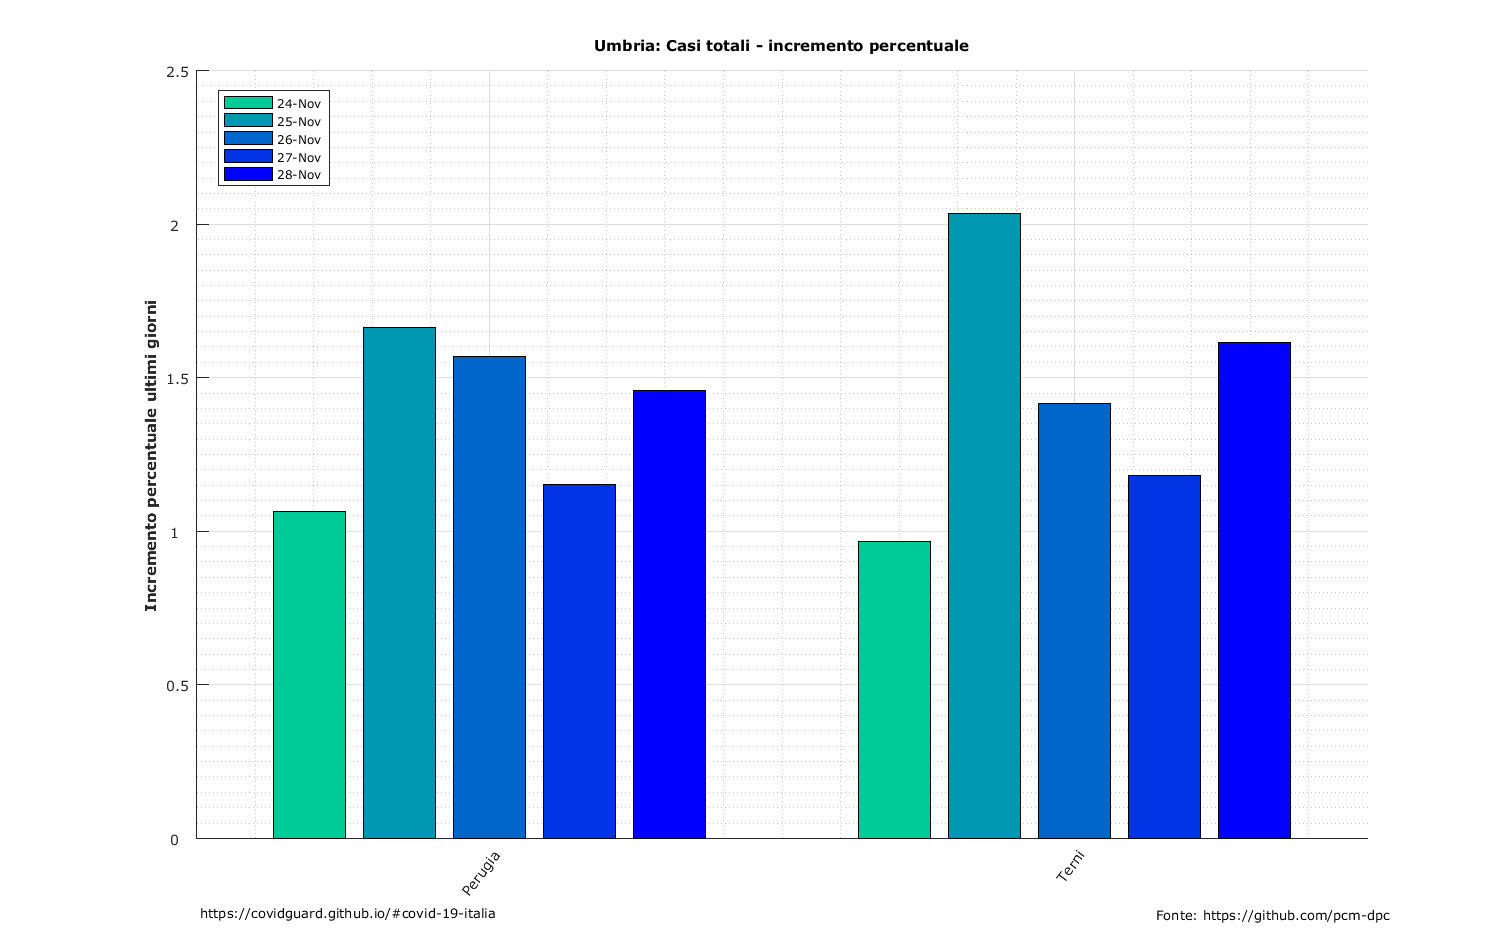 Umbria: Casi totali - incremento percentuale
2.5
24-Nov
25-Nov
26-Nov
27-Nov
28-Nov
2
Incremento percentuale ultimi giorni
1.5
1
0.5
0
Perugia
Terni
https://covidguard.github.io/#covid-19-italia
Fonte: https://github.com/pcm-dpc